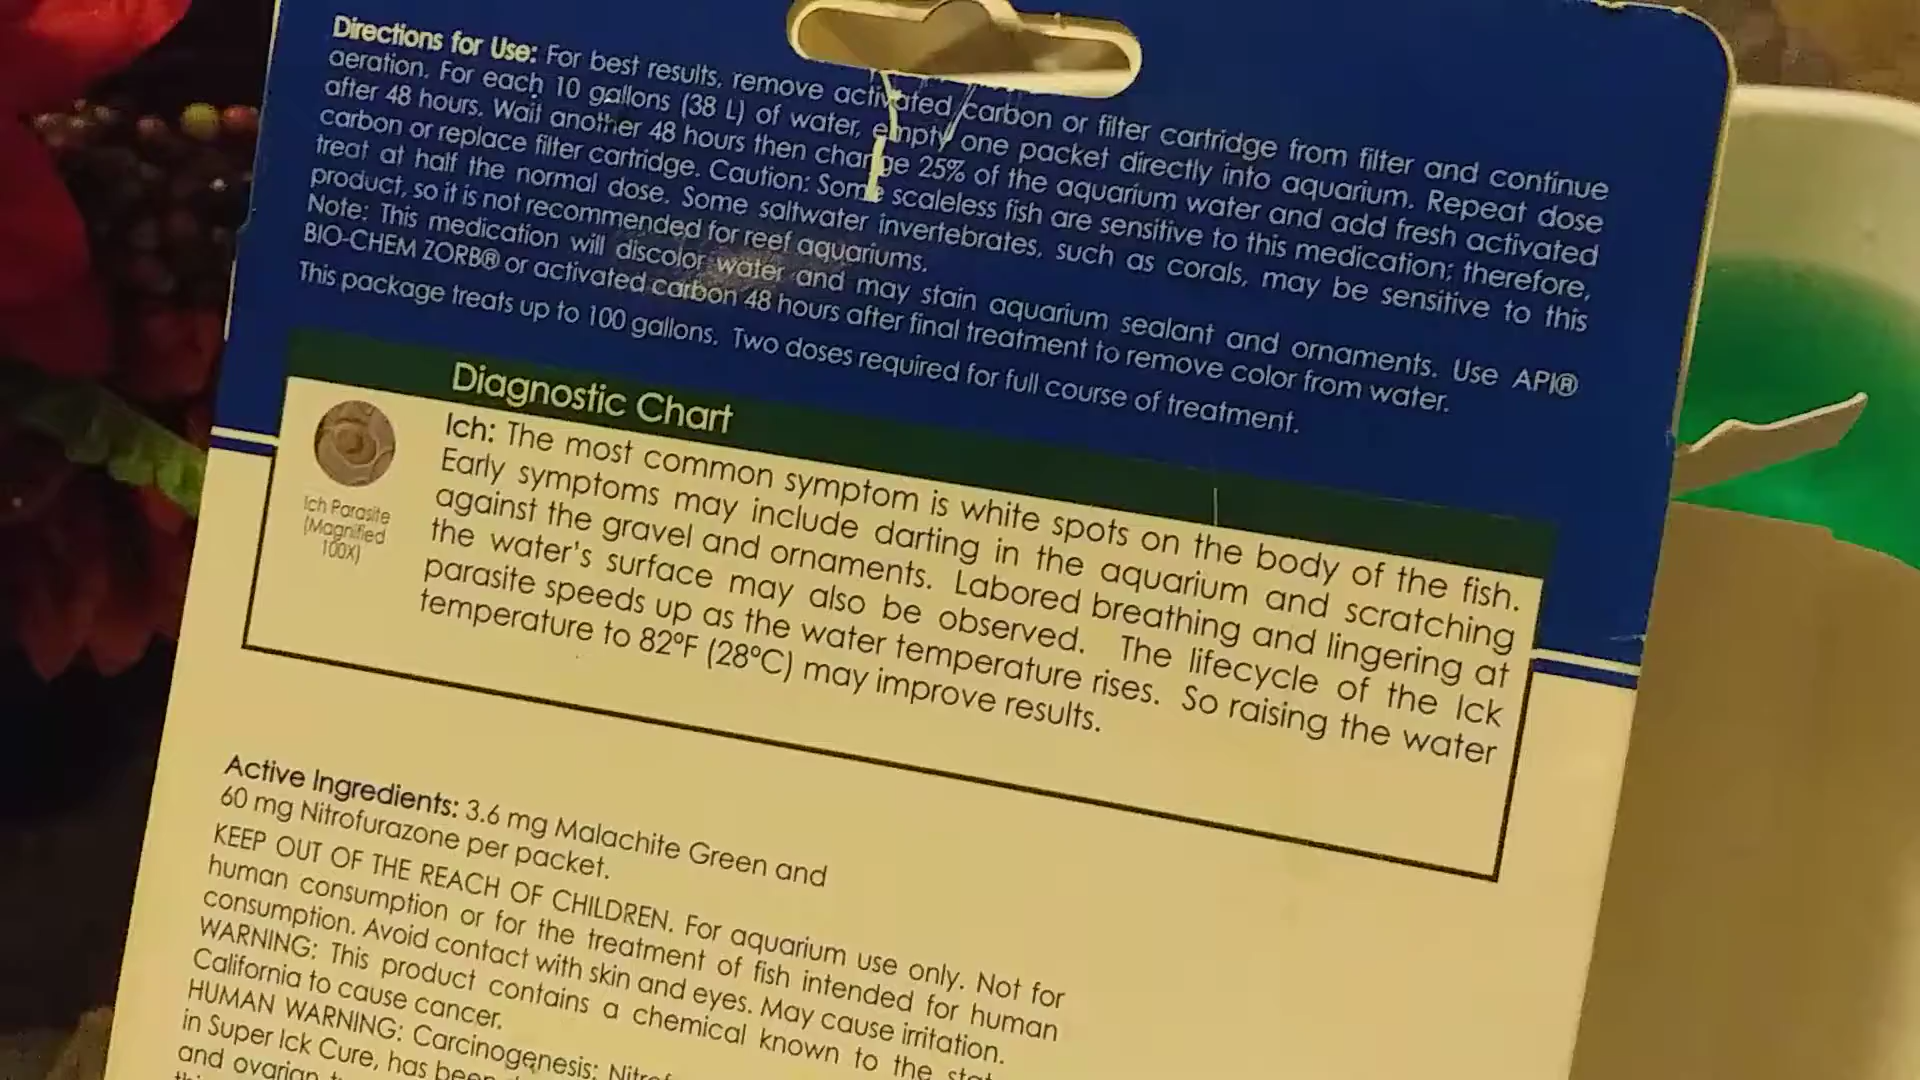 Directions for Use: For best results, remove activated carbon or filter cartridge from filter and continue
aeration. For each 10 gallons (38 L) of water, empty one packet directly into aquarium. Repeat dose
after 48 hours. Wait another 48 hours then change 25% of the aquarium water and add fresh activated
carbon or replace filter cartridge. Caution: Some scaleless fish are sensitive to this medication; therefore,
treat at half the normal dose. Some saltwater invertebrates, such as corals, may be sensitive to this
product, so it is not recommended for reef aquariums.
Note: This medication will discolor water and may stain aquarium sealant and ornaments. Use API®
BIO-CHEM ZORB® or activated carbon 48 hours after final treatment to remove color from water.
This package treats up to 100 gallons. Two doses required for full course of treatment.
Diagnostic Chart
Ich Parasite
(Magnified
100X)
Ich: The most common symptom is white spots on the body of the fish.
Early symptoms may include darting in the aquarium and scratching
against the gravel and ornaments. Labored breathing and lingering at
the water's surface may also be observed. The lifecycle of the Ick
parasite speeds up as the water temperature rises. So raising the water
temperature to 82ºF (28ºC) may improve results.
Active Ingredients: 3.6 mg Malachite Green and
60 mg Nitrofurazone per packet.
KEEP OUT OF THE REACH OF CHILDREN. For aquarium use only. Not for
human consumption or for the treatment of fish intended for human
consumption. Avoid contact with skin and eyes. May cause irritation.
WARNING: This product contains a chemical known to the
California to cause cancer.
HUMAN WARNING: Carcinogenesis:
in Super Ick Cure, has been
and ovarian